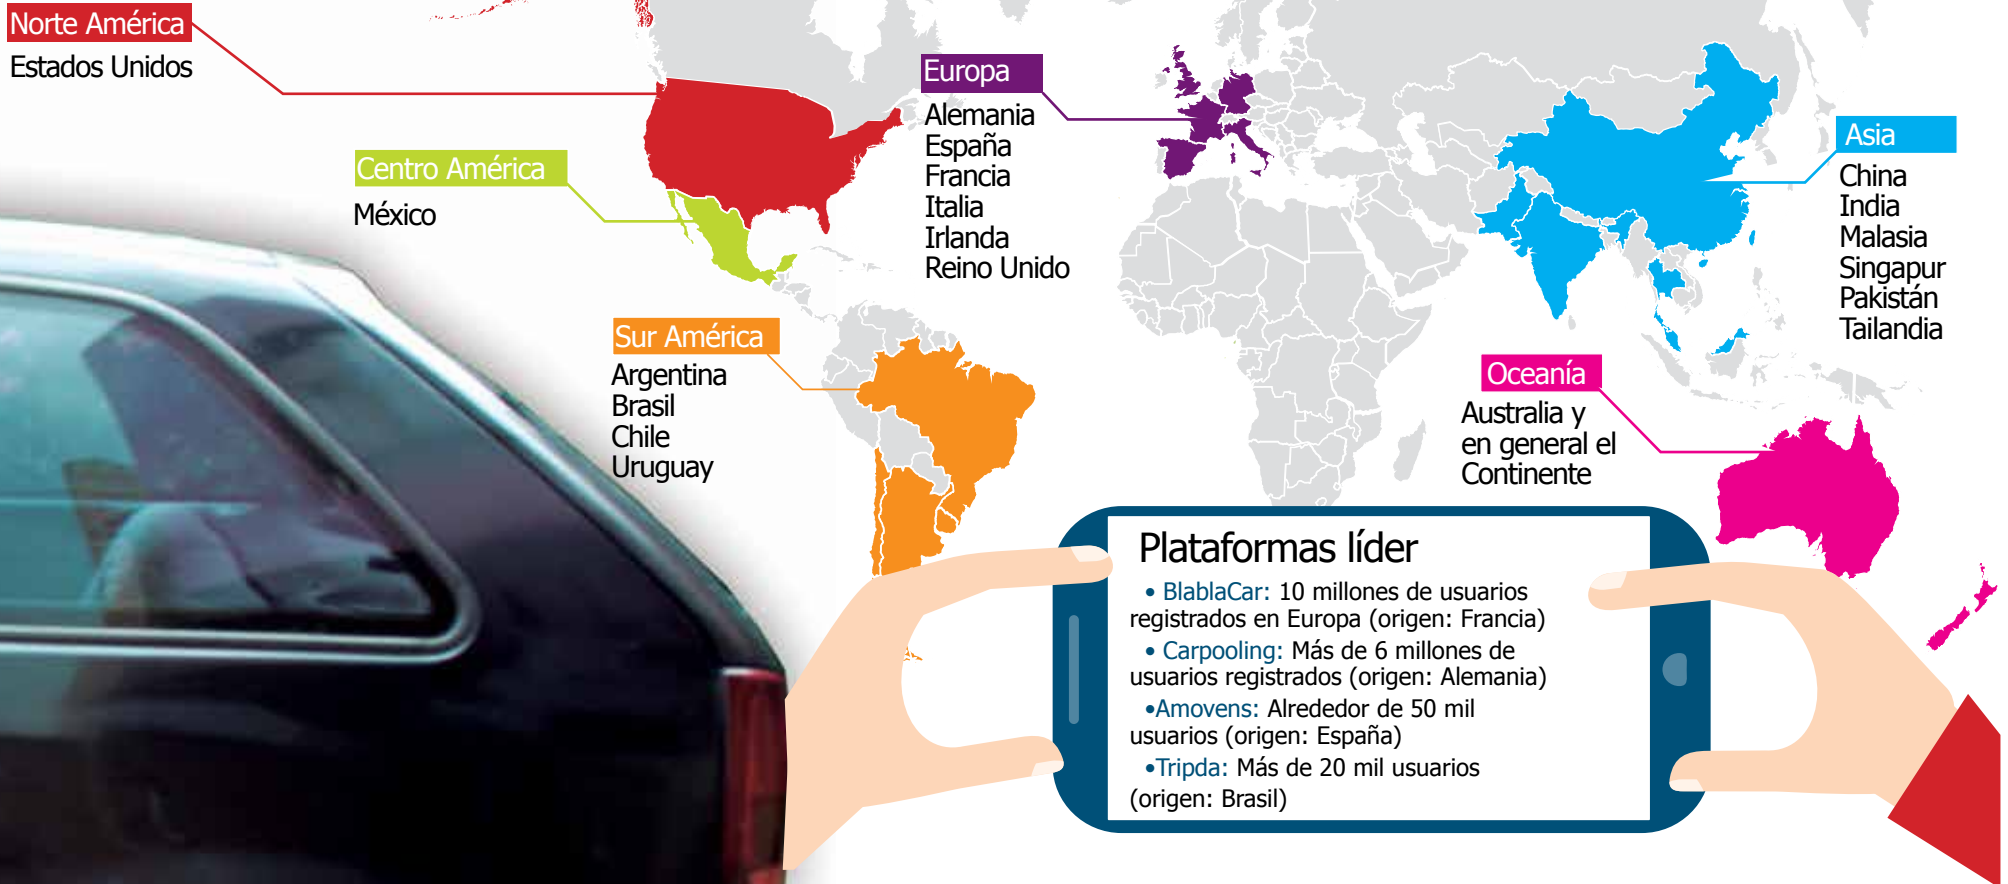 Norte América
Estados Unidos
Centro América
México
Sur América
Argentina
Brasil
Chile
Uruguay
Europa
Alemania
España
Francia
Italia
Irlanda
Reino Unido
Asia
China
India
Malasia
Singapur
Pakistán
Tailandia
Oceanía
Australia y
en general el
Continente
Plataformas líder
• BlablaCar: 10 millones de usuarios
registrados en Europa (origen: Francia)
• Carpooling: Más de 6 millones de
usuarios registrados (origen: Alemania)
•Amovens: Alrededor de 50 mil
usuarios (origen: España)
•Tripda: Más de 20 mil usuarios
(origen: Brasil)